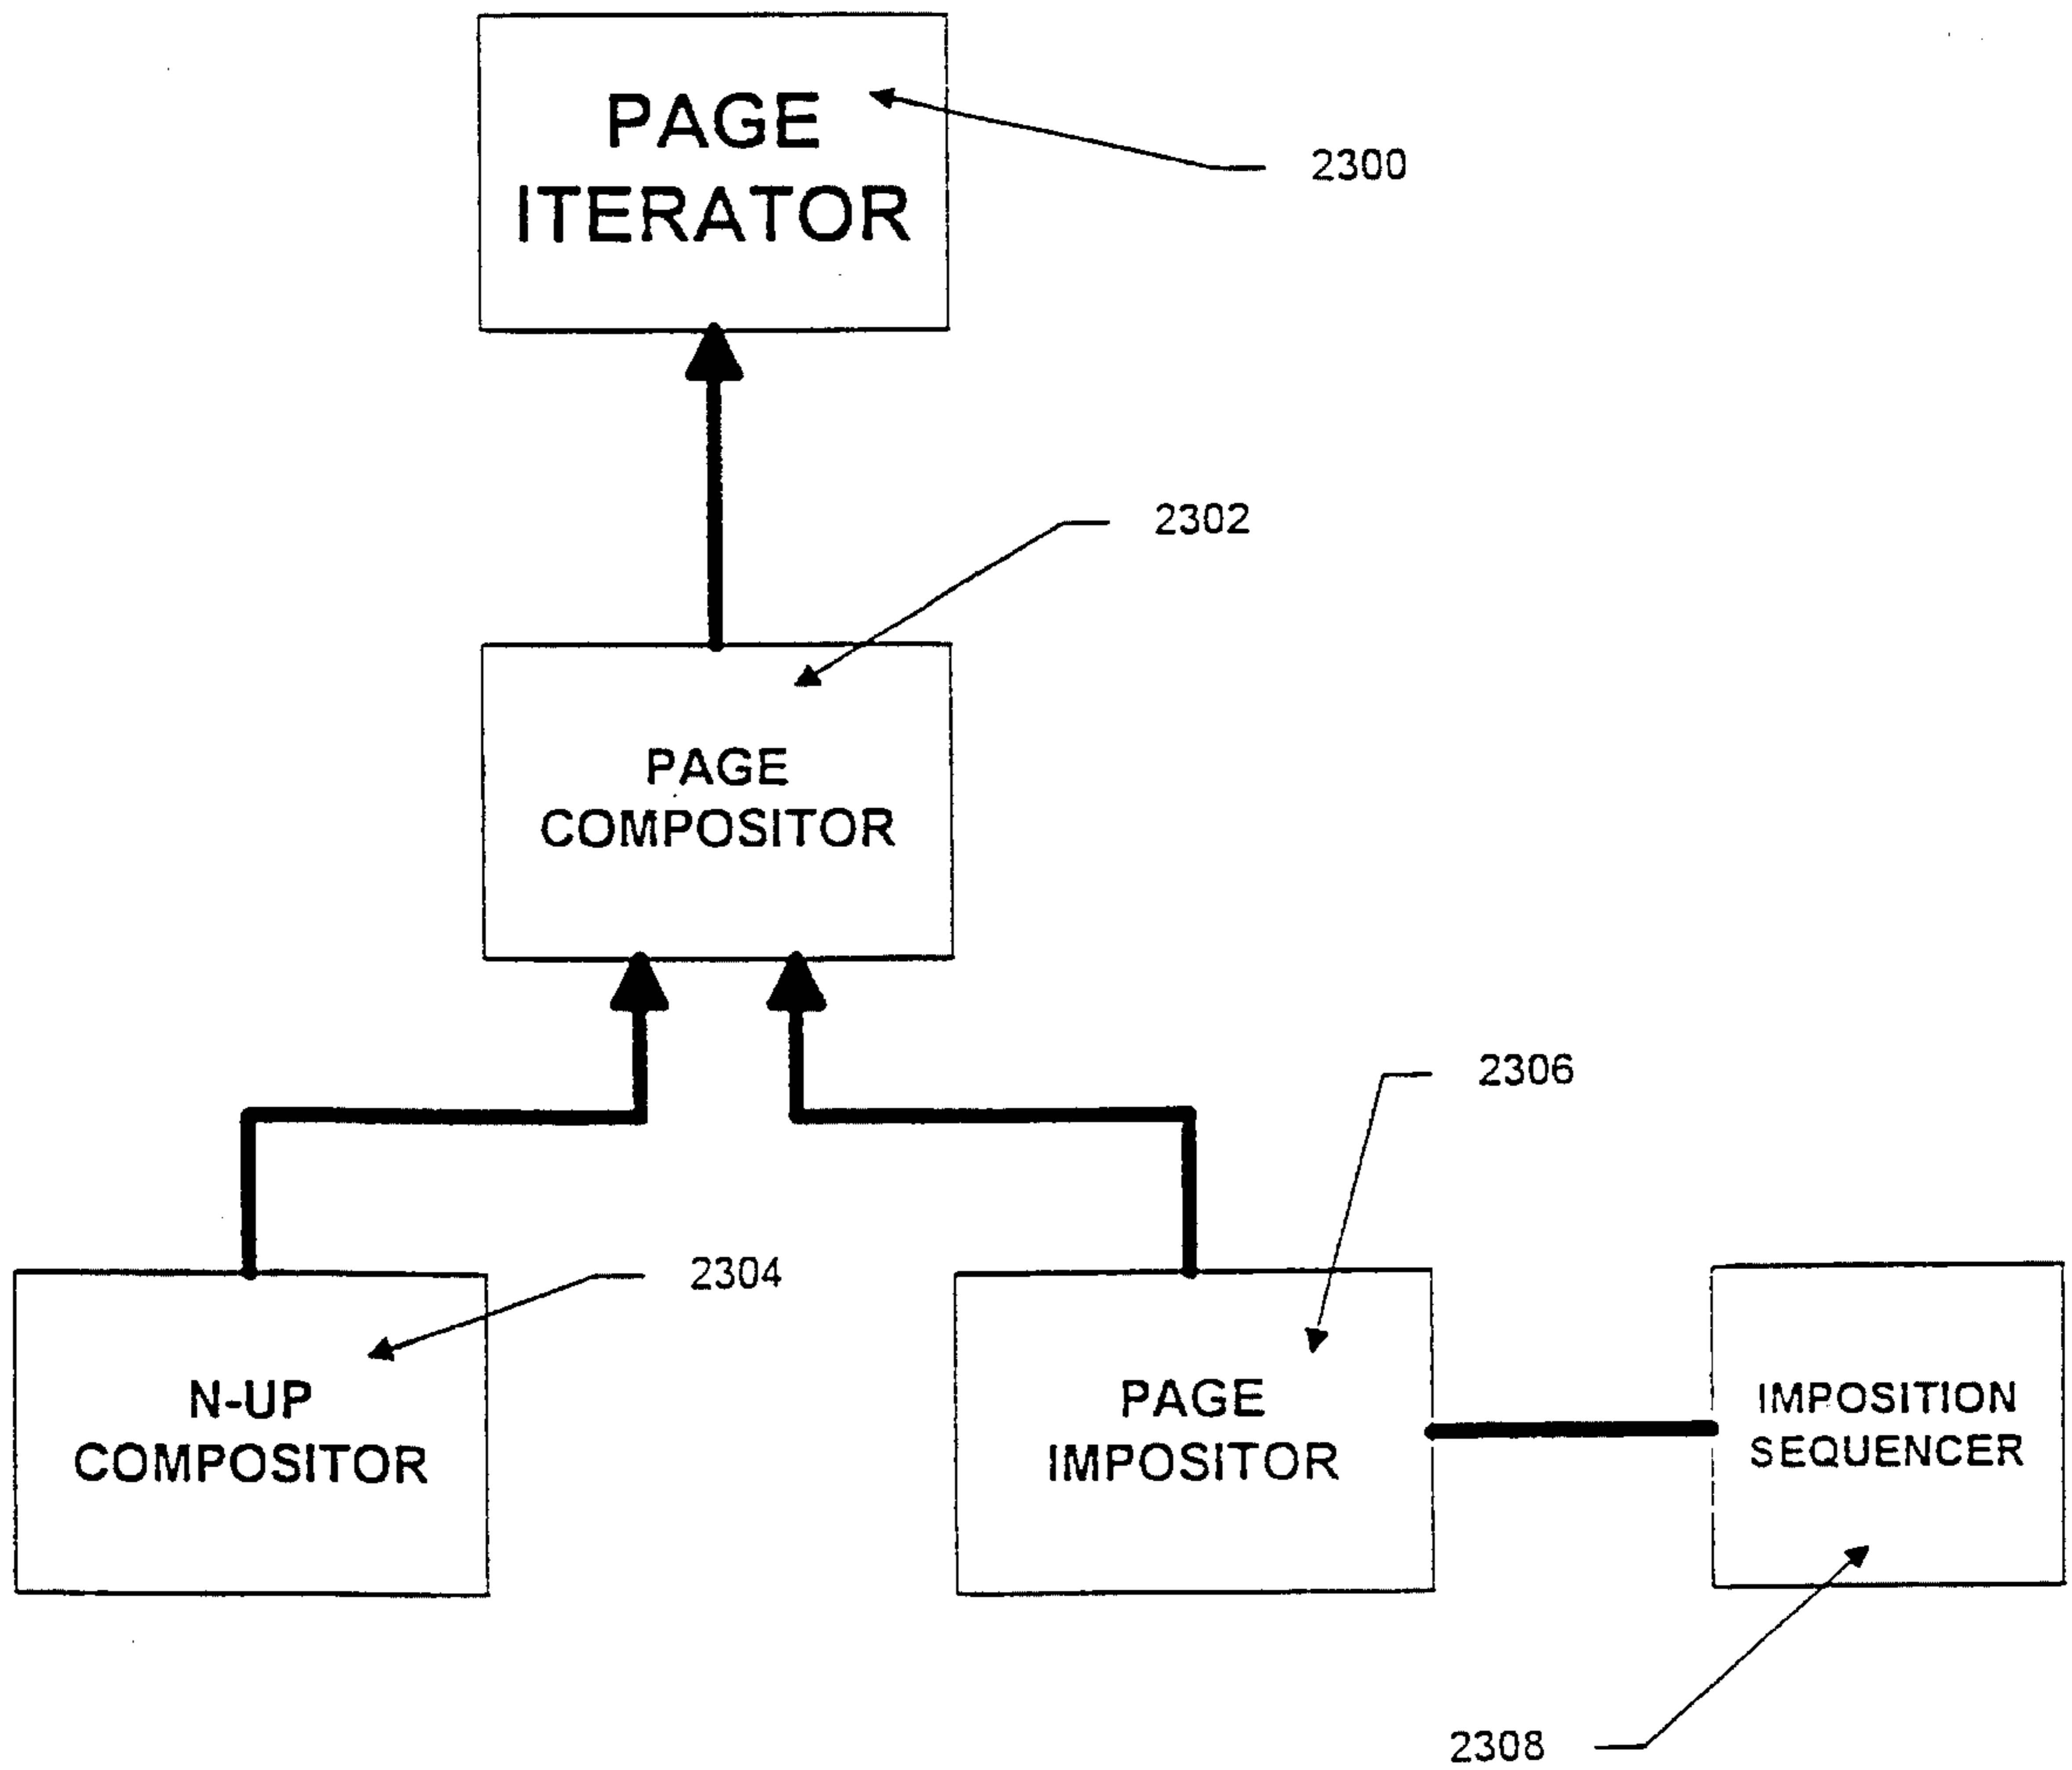 PAGE
ITERATOR
2300
2302
PAGE
COMPOSITOR
2306
2304
N-UP
COMPOSITOR
PAGE
IMPOSITOR
IMPOSITION
SEQUENCER
2308